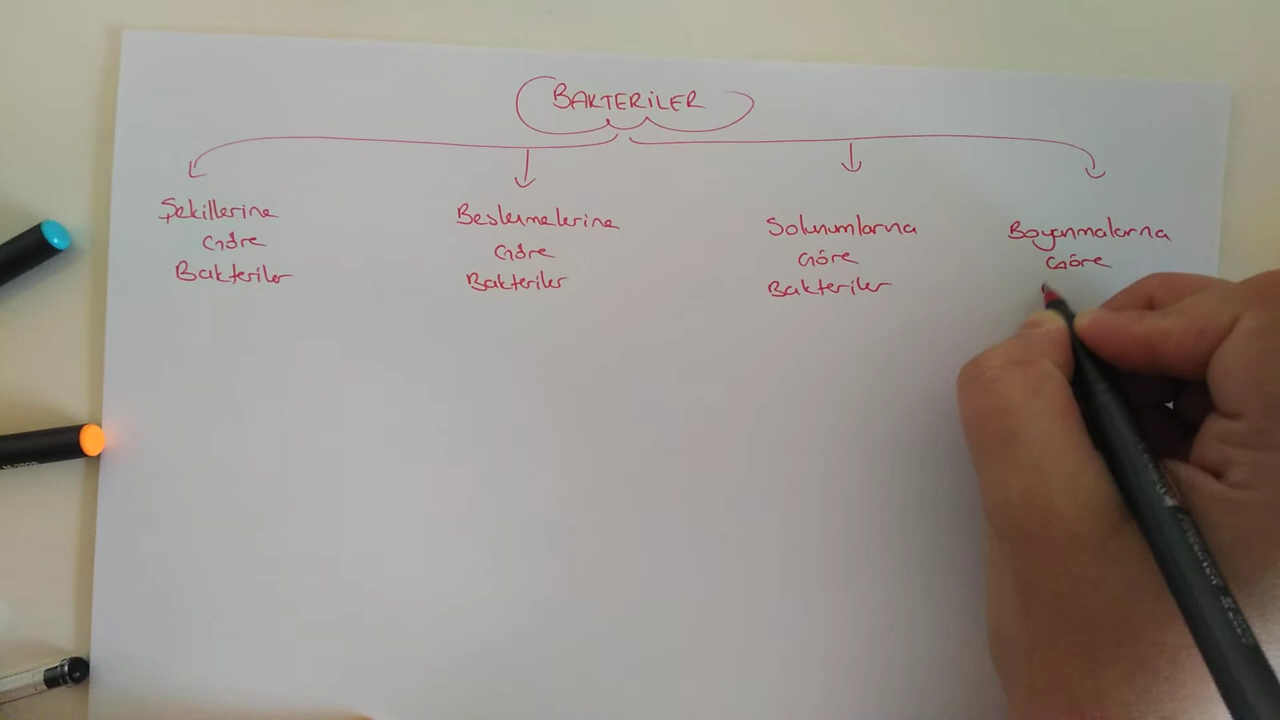 BAKTERİLER
Şekillerine
Göre
Bakteriler
Beslenmelerine
Göre
Bakteriler
Solunumlarına
Göre
Bakteriler
Boyanmalarına
Göre